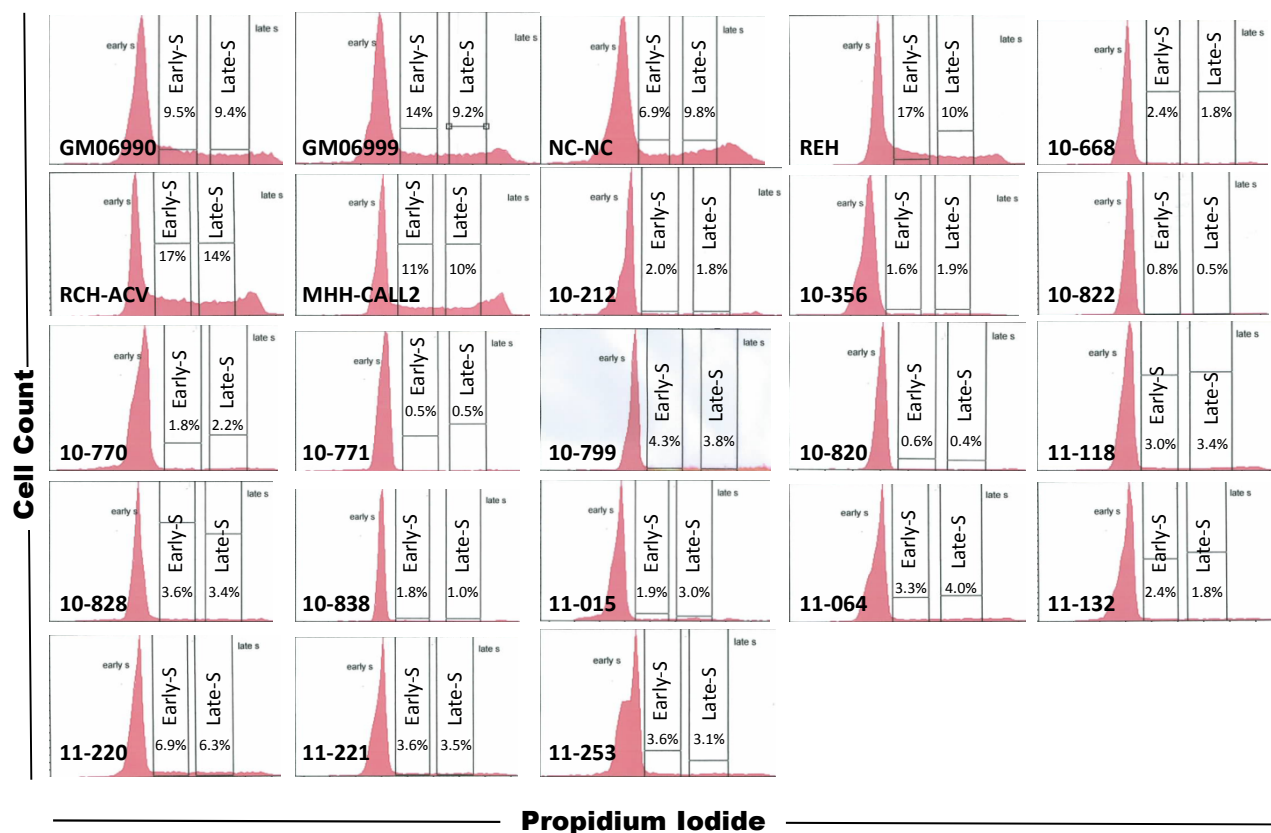 early s
Early-S
9.5%
Late-S
9.4%
late s
GM06990
early s
Early-S
14%
Late-S
9.2%
late s
GM06999
early s
Early-S
6.9%
Late-S
9.8%
late s
NC-NC
early s
Early-S
17%
Late-S
10%
late s
REH
early s
Early-S
2.4%
Late-S
1.8%
late s
10-668
early s
Early-S
17%
Late-S
14%
late s
RCH-ACV
early s
Early-S
11%
Late-S
10%
late s
MHH-CALL2
early s
Early-S
2.0%
Late-S
1.8%
late s
10-212
early s
Early-S
1.6%
Late-S
1.9%
late s
10-356
early s
Early-S
0.8%
Late-S
0.5%
late s
10-822
early s
Early-S
1.8%
Late-S
2.2%
late s
10-770
early s
Early-S
0.5%
Late-S
0.5%
late s
10-771
early s
Early-S
4.3%
Late-S
3.8%
late s
10-799
early s
Early-S
0.6%
Late-S
0.4%
late s
10-820
early s
Early-S
3.0%
Late-S
3.4%
late s
11-118
early s
Early-S
3.6%
Late-S
3.4%
late s
10-828
early s
Early-S
1.8%
Late-S
1.0%
late s
10-838
early s
Early-S
1.9%
Late-S
3.0%
late s
11-015
early s
Early-S
3.3%
Late-S
4.0%
late s
11-064
early s
Early-S
2.4%
Late-S
1.8%
late s
11-132
early s
Early-S
6.9%
Late-S
6.3%
late s
11-220
early s
Early-S
3.6%
Late-S
3.5%
late s
11-221
early s
Early-S
3.6%
Late-S
3.1%
late s
11-253
Cell Count
Propidium Iodide